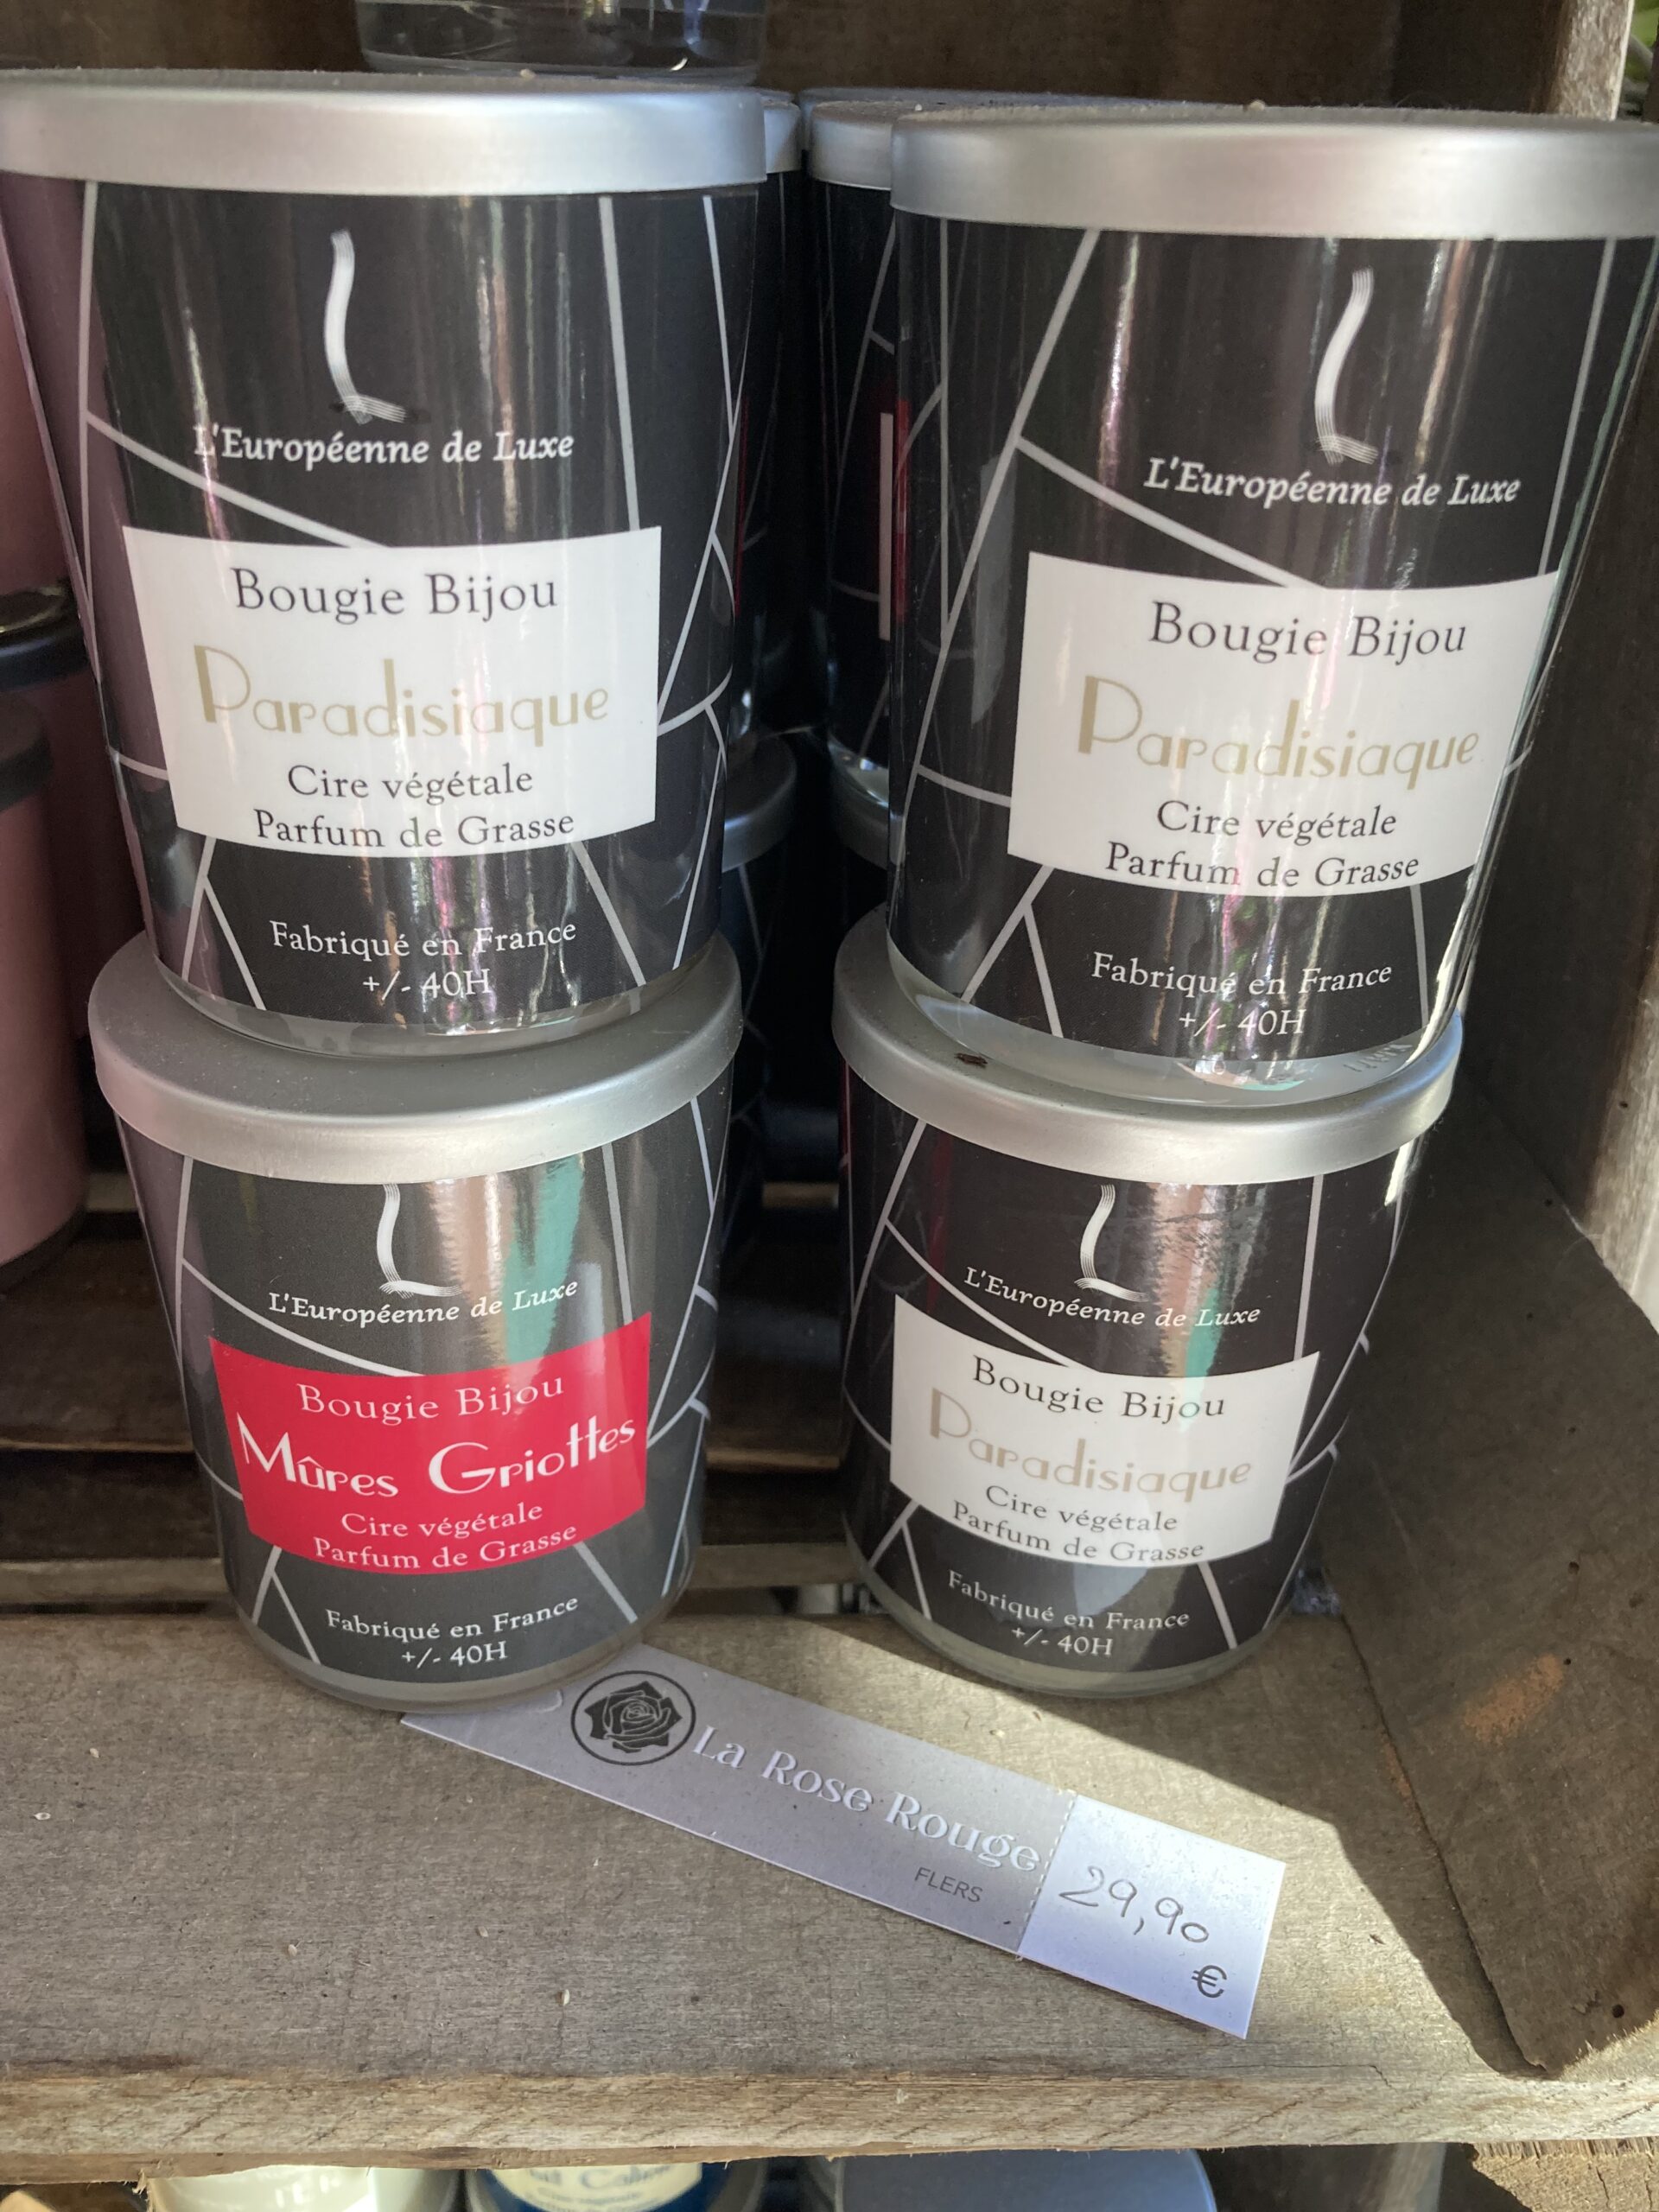 L'Européenne de Luxe
Bougie Bijou
Paradisiaque
Cire végétale
Parfum de Grasse
Fabriqué en France
+/- 40H
L'Européenne de Luxe
Bougie Bijou
Paradisiaque
Cire végétale
Parfum de Grasse
Fabriqué en France
+/- 40H
L'Européenne de Luxe
Bougie Bijou
Mûres Griottes
Cire végétale
Parfum de Grasse
Fabriqué en France
+/- 40H
L'Européenne de Luxe
Bougie Bijou
Paradisiaque
Cire végétale
Parfum de Grasse
Fabriqué en France
+/- 40H
La Rose Rouge
FLERS
29,90
€